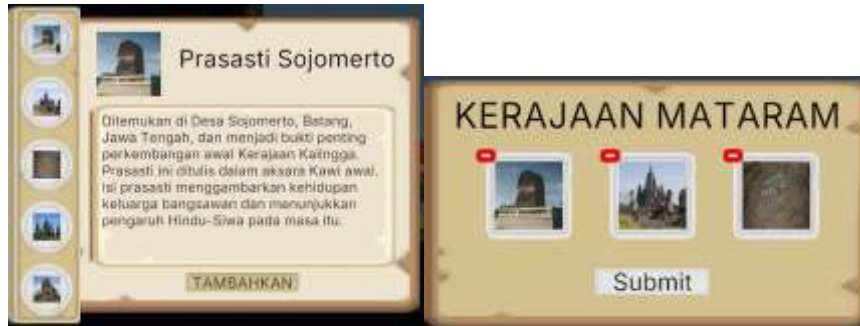 Prasasti Sojomerto
Ditemukan di Desa Sojomerto, Batang,
Jawa Tengah, dan menjadi bukti penting
perkembangan awal Kerajaan Kalingga.
Prasasti ini ditulis dalam aksara Kawi awal.
Isi prasasti menggambarkan kehidupan
keluarga bangsawan dan menunjukkan
pengaruh Hindu-Siwa pada masa itu.
TAMBAHKAN
KERAJAAN MATARAM
Submit